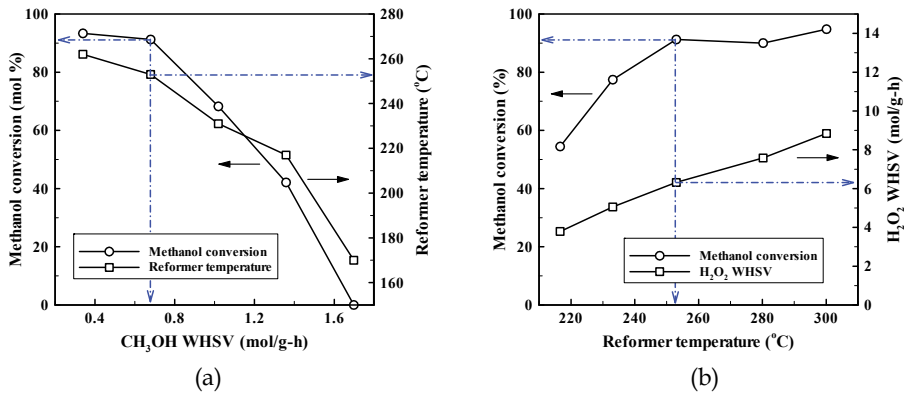 100
80
60
40
20
0
Methanol conversion (mol %)
280
260
240
220
200
180
160
Reformer temperature (°C)
Methanol conversion
Reformer temperature
0.4 0.8 1.2 1.6
CH3OH WHSV (mol/g-h)
(a)
100
80
60
40
20
0
Methanol conversion (%)
14
12
10
8
6
4
2
0
H2O2 WHSV (mol/g-h)
Methanol conversion
H2O2 WHSV
220 240 260 280 300
Reformer temperature (°C)
(b)